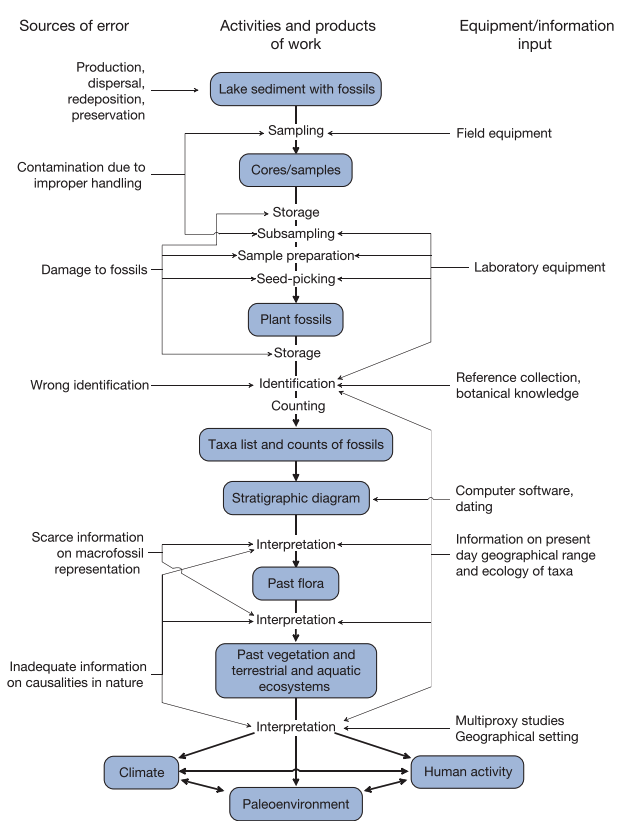 Sources of error
Activities and products
of work
Equipment/information
input
Production,
dispersal,
redeposition,
preservation
Lake sediment with fossils
Sampling
Field equipment
Contamination due to
improper handling
Cores/samples
Storage
Subsampling
Sample preparation
Seed-picking
Damage to fossils
Laboratory equipment
Plant fossils
Storage
Wrong identification
Identification
Reference collection,
botanical knowledge
Counting
Taxa list and counts of fossils
Stratigraphic diagram
Computer software,
dating
Scarce information
on macrofossil
representation
Interpretation
Information on present
day geographical range
and ecology of taxa
Past flora
Interpretation
Inadequate information
on causalities in nature
Past vegetation and
terrestrial and aquatic
ecosystems
Interpretation
Multiproxy studies
Geographical setting
Climate
Human activity
Paleoenvironment